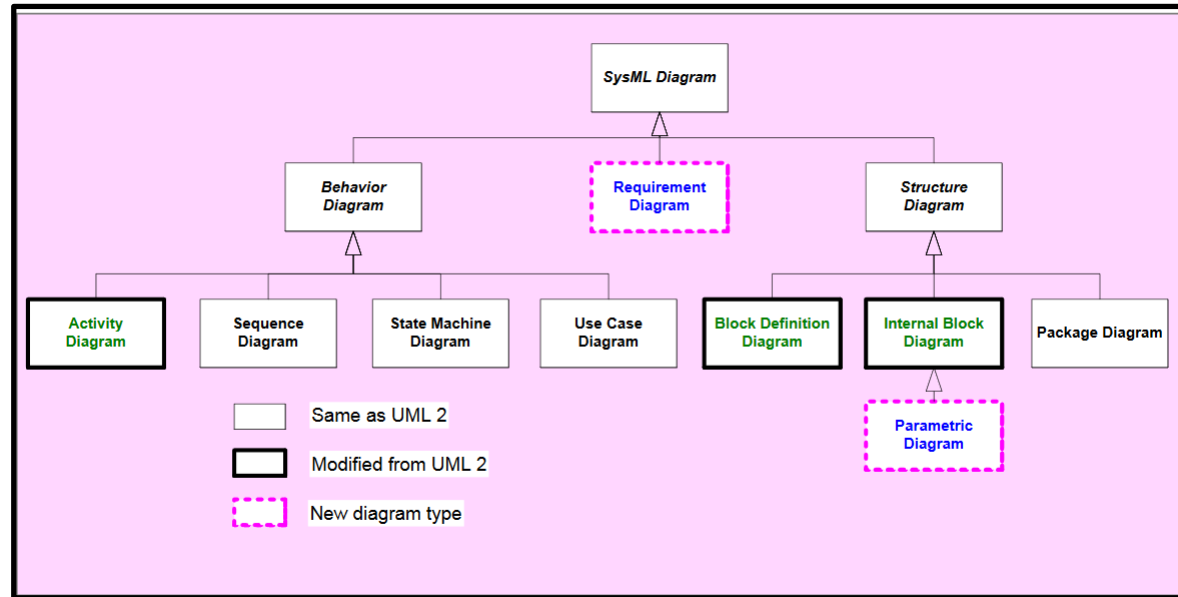 SysML Diagram
Behavior
Diagram
Requirement
Diagram
Structure
Diagram
Activity
Diagram
Sequence
Diagram
State Machine
Diagram
Use Case
Diagram
Block Definition
Diagram
Internal Block
Diagram
Package Diagram
Parametric
Diagram
Same as UML 2
Modified from UML 2
New diagram type